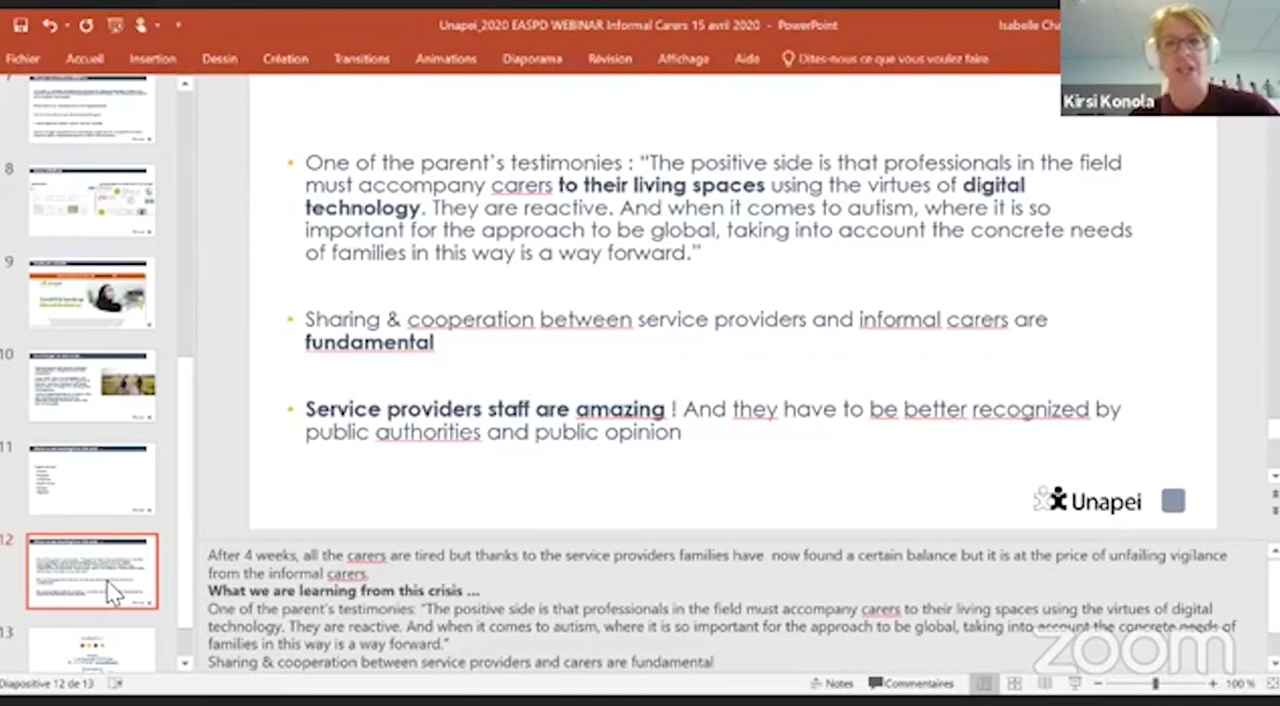 Unapei_2020 EASPD WEBINAR Informal Carers 15 avril 2020 - PowerPoint
Isabelle Cha
Fichier Accueil Insertion Dessin Création Transitions Animations Diaporama Révision Affichage Aide Dites-nous ce que vous voulez faire
Kirsi Konola
8
9
10
11
12
13
• One of the parent's testimonies : "The positive side is that professionals in the field
must accompany carers to their living spaces using the virtues of digital
technology. They are reactive. And when it comes to autism, where it is so
important for the approach to be global, taking into account the concrete needs
of families in this way is a way forward."
• Sharing & cooperation between service providers and informal carers are
fundamental
• Service providers staff are amazing ! And they have to be better recognized by
public authorities and public opinion
Unapei
After 4 weeks, all the carers are tired but thanks to the service providers families have now found a certain balance but it is at the price of unfailing vigilance
from the informal carers.
What we are learning from this crisis ...
One of the parent's testimonies: "The positive side is that professionals in the field must accompany carers to their living spaces using the virtues of digital
technology. They are reactive. And when it comes to autism, where it is so important for the approach to be global, taking into account the concrete needs of
families in this way is a way forward."
Sharing & cooperation between service providers end carers are fundamental
zoom
Diapositive 12 de 13
Notes Commentaires
100 %